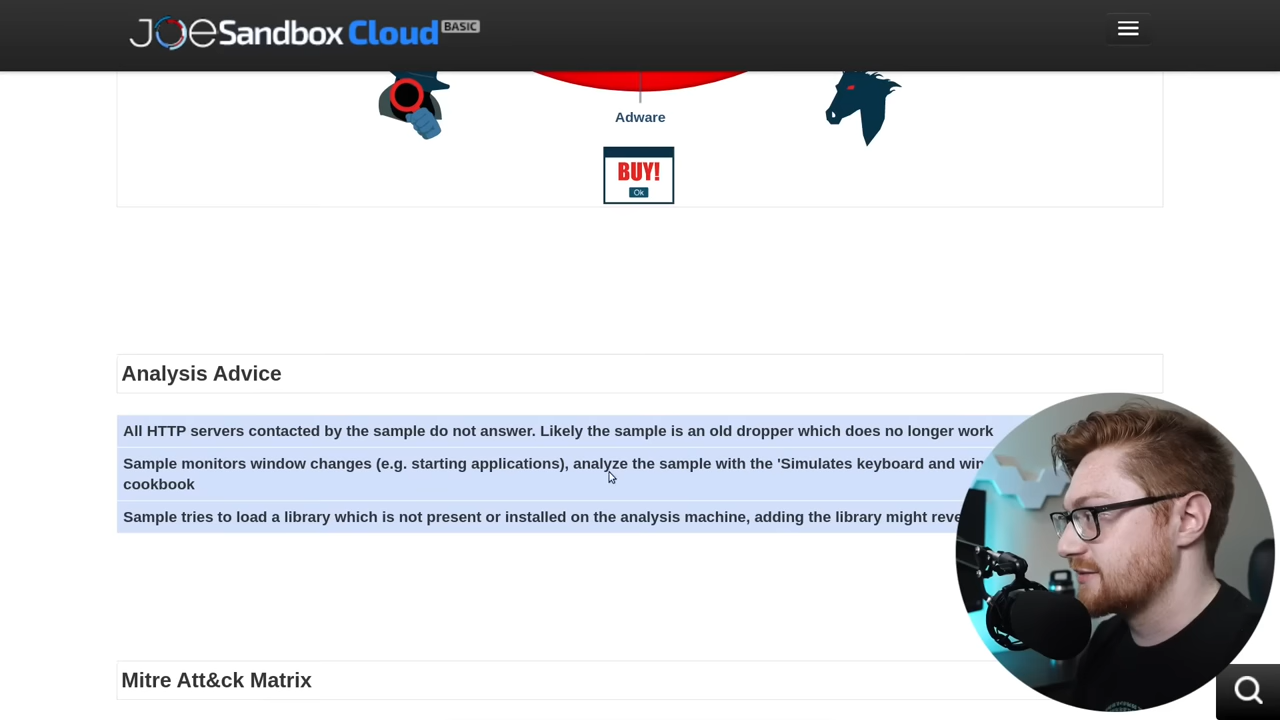 JOeSandbox Cloud BASIC
Adware
BUY!
Ok
Analysis Advice
All HTTP servers contacted by the sample do not answer. Likely the sample is an old dropper which does no longer work
Sample monitors window changes (e.g. starting applications), analyze the sample with the 'Simulates keyboard and
cookbook
Sample tries to load a library which is not present or installed on the analysis machine, adding the library might
Mitre Att&ck Matrix